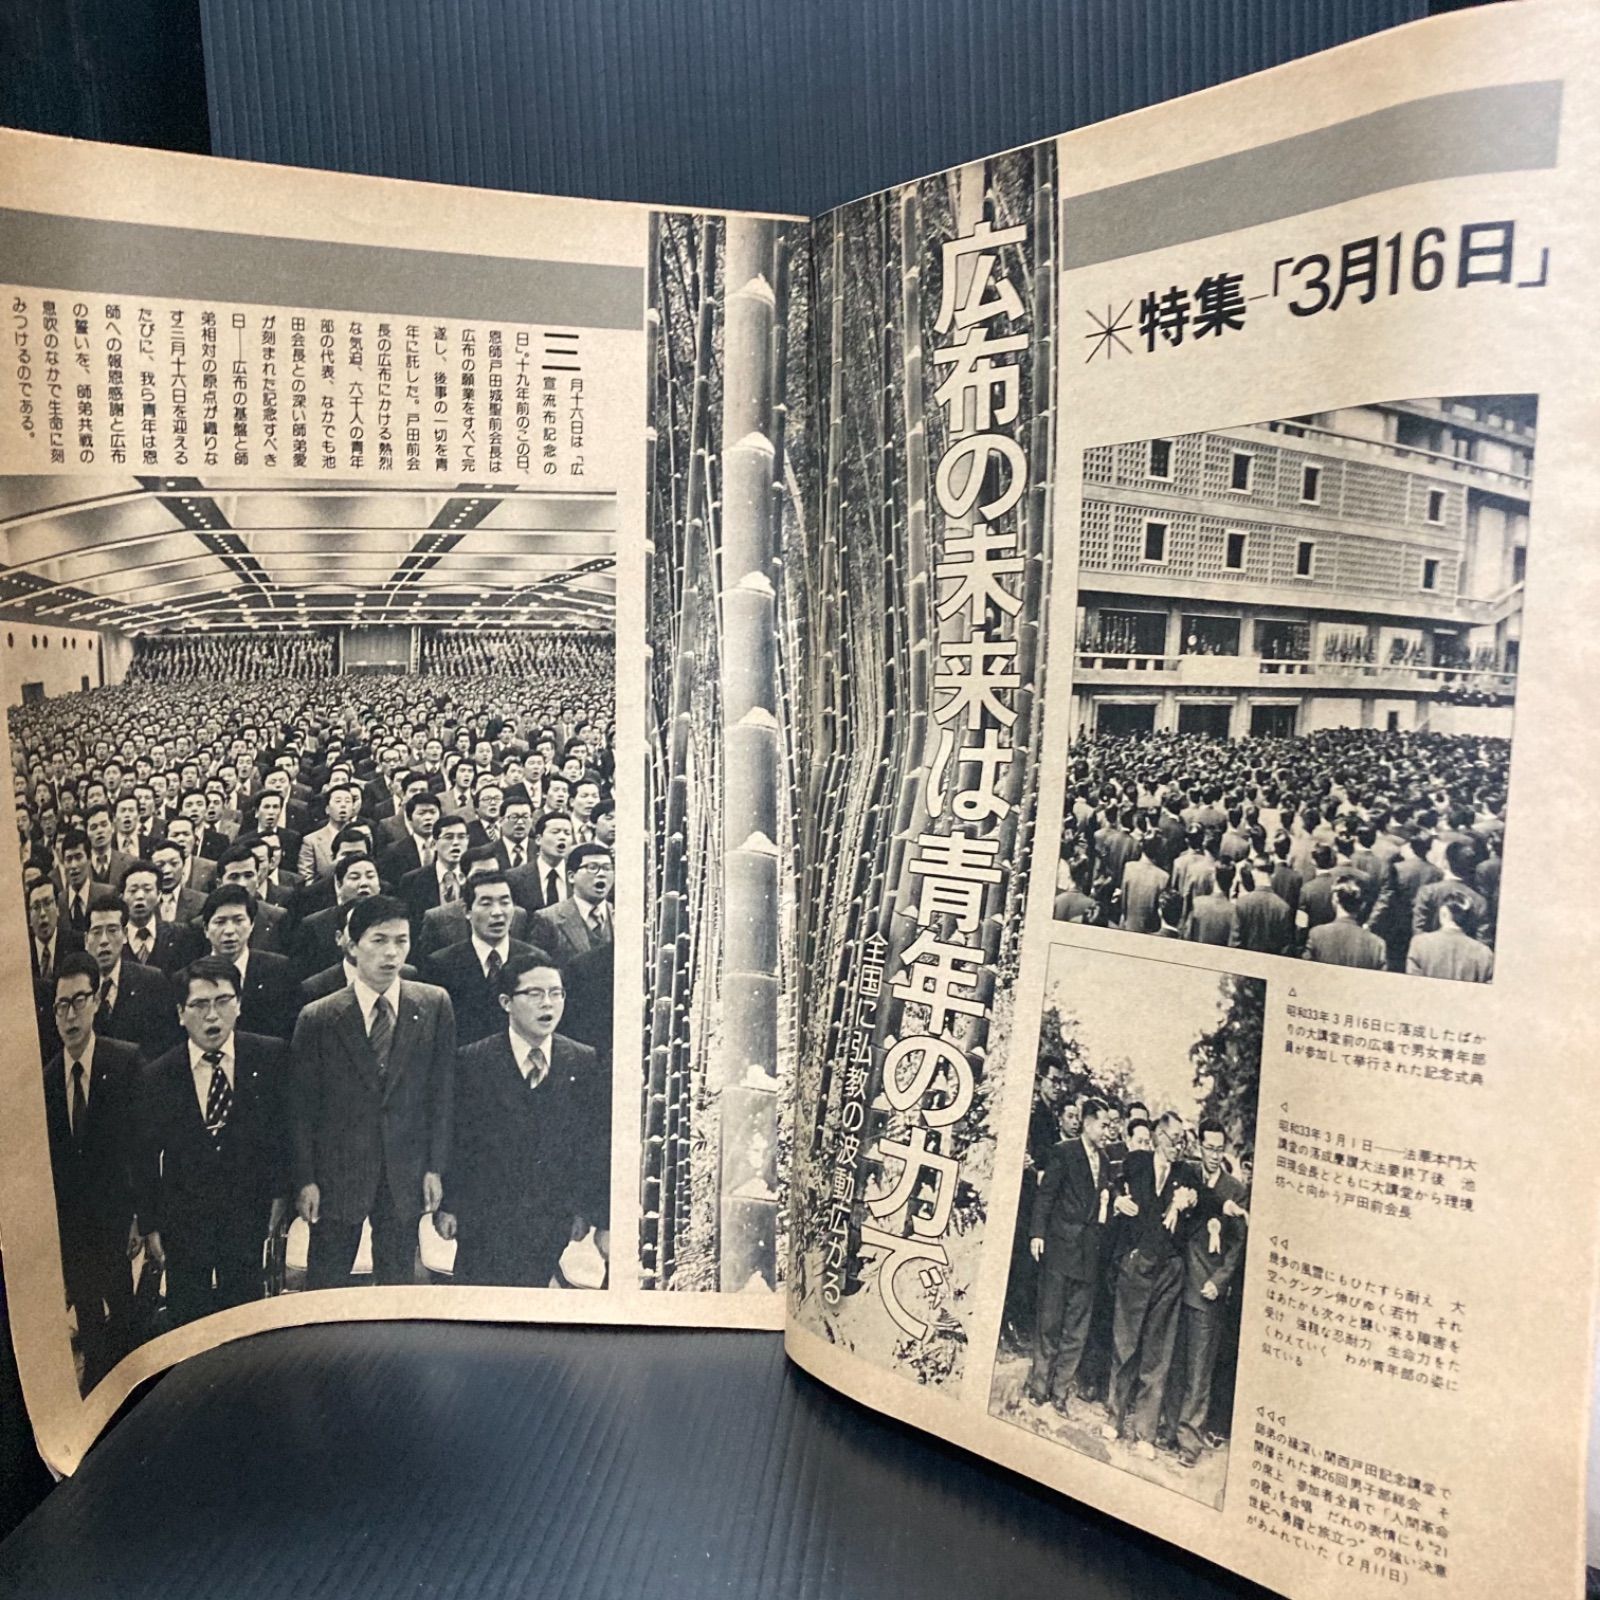 ✳特集—「3月16日」
広布の未来は青年の力で
全国に弘教の波動広がる
三月十六日は「広
宣流布記念の
日」。十九年前のこの日、
恩師戸田城聖前会長は
広布の願業をすべて完
遂し、後事の一切を青
年に託した。戸田前会
長の広布にかける熱烈
な気迫、六千人の青年
部の代表、なかでも池
田会長との深い師弟愛
が刻まれた記念すべき
日——広布の基盤と師
弟相対の原点が織りな
す三月十六日を迎える
たびに、我ら青年は恩
師への報恩感謝と広布
の誓いを、師弟共戦の
息吹のなかで生命に刻
みつけるのである。
△
昭和33年3月16日に落成したばか
りの大講堂前の広場で男女青年部
員が参加して挙行された記念式典
◁
昭和33年3月1日——法華本門大
講堂の落成慶讃大法要終了後　池
田現会長とともに大講堂から理境
坊へと向かう戸田前会長
◁◁
幾多の風雪にもひたすら耐え　大
空へグングン伸びゆく若竹　それ
はあたかも次々と襲い来る障害を
受け　強靱な忍耐力　生命力をた
くわえていく　わが青年部の姿に
似ている
◁◁◁
師弟の縁深い関西戸田記念講堂で
開催された第26回男子部総会　そ
の席上　参加者全員で「人間革命
の歌」を合唱　だれの表情にも“21
世紀へ勇躍と旅立つ”の強い決意
があふれていた（2月11日）